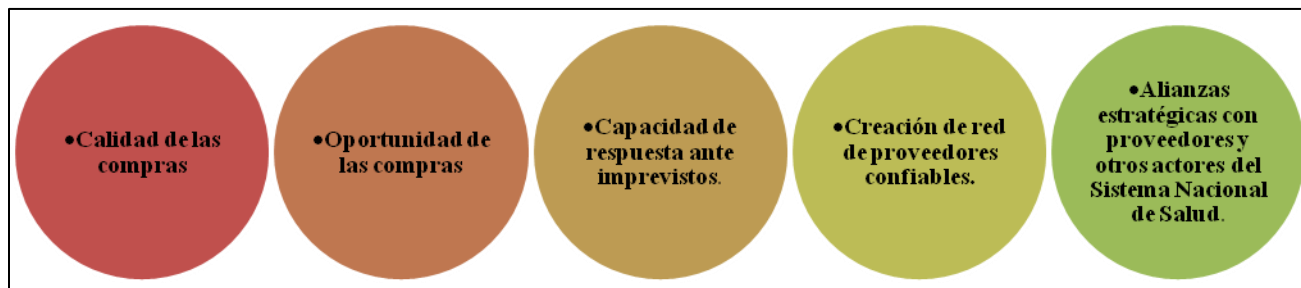 •Calidad de las
compras
•Oportunidad de
las compras
•Capacidad de
respuesta ante
imprevistos.
•Creación de red
de proveedores
confiables.
•Alianzas
estratégicas con
proveedores y
otros actores del
Sistema Nacional
de Salud.